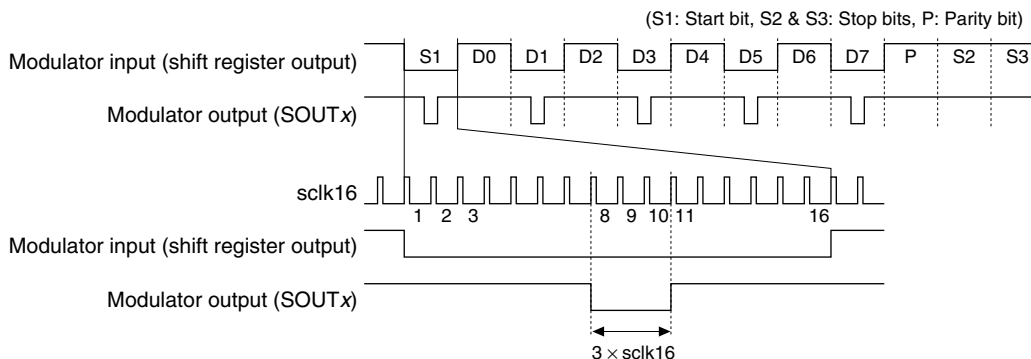 (S1: Start bit, S2 & S3: Stop bits, P: Parity bit)
Modulator input (shift register output) S1 D0 D1 D2 D3 D4 D5 D6 D7 P S2 S3
Modulator output (SOUTx)
sclk16
1 2 3 8 9 10 11 16
Modulator input (shift register output)
Modulator output (SOUTx)
3 × sclk16